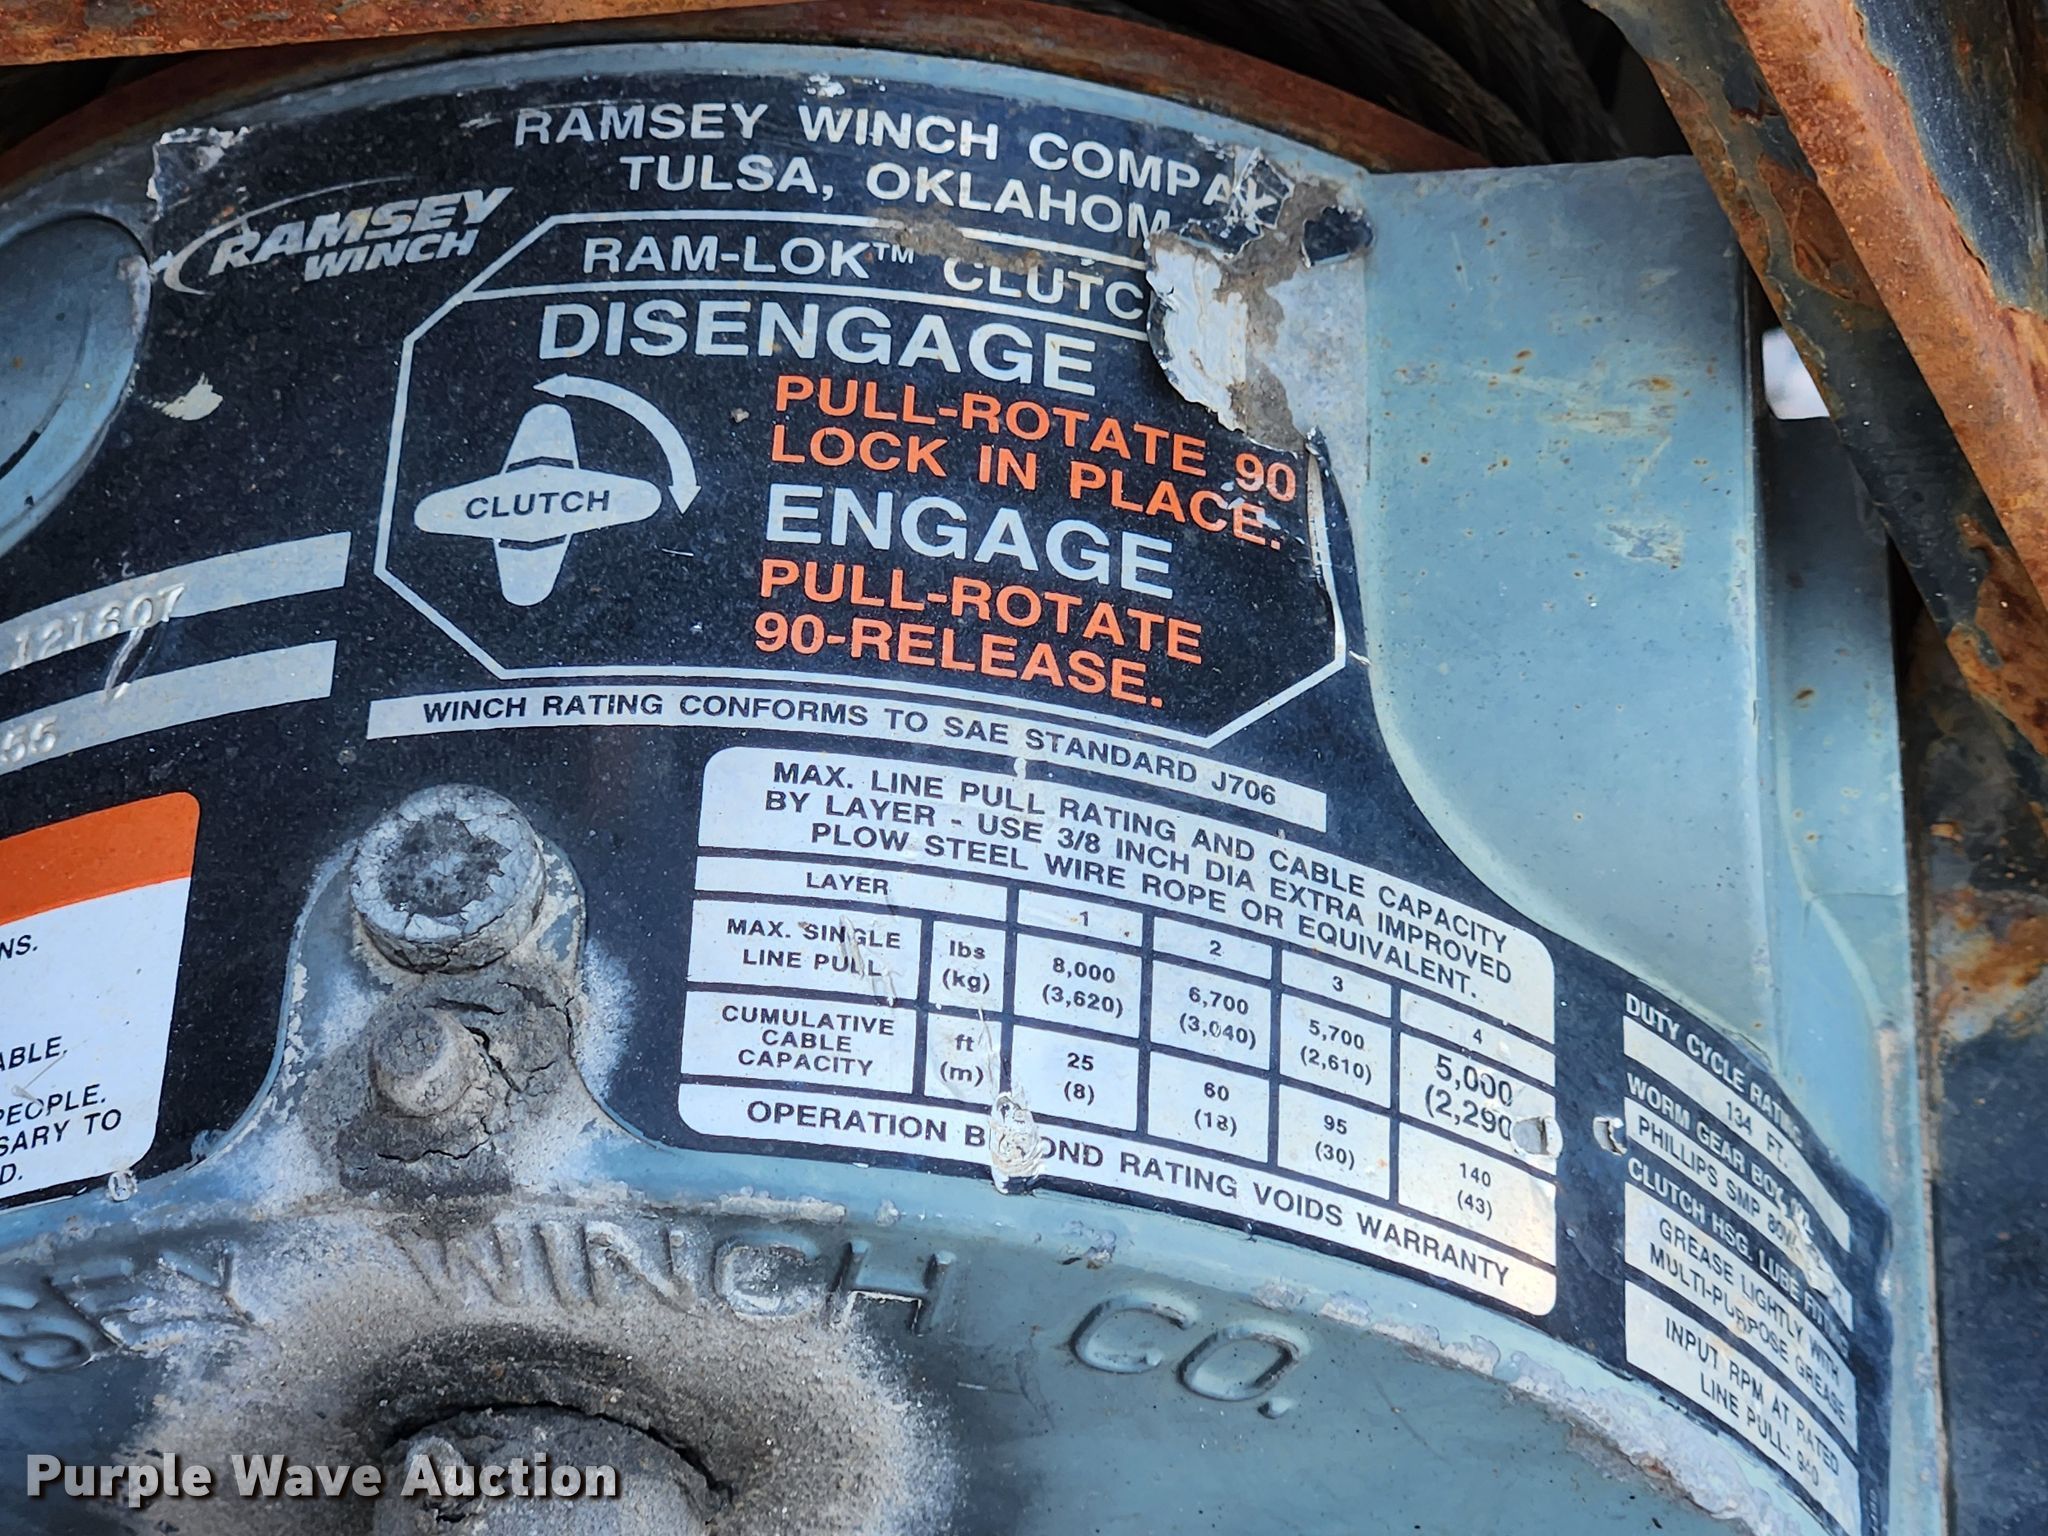 RAMSEY WINCH COMPA
TULSA, OKLAHOM
RAMSEY
WINCH
RAM-LOK™ CLUTC
DISENGAGE
PULL-ROTATE 90
LOCK IN PLACE.
CLUTCH
ENGAGE
PULL-ROTATE
90-RELEASE.
121807
55
WINCH RATING CONFORMS TO SAE STANDARD J706
MAX. LINE PULL RATING AND CABLE CAPACITY
BY LAYER - USE 3/8 INCH DIA EXTRA IMPROVED
PLOW STEEL WIRE ROPE OR EQUIVALENT.
LAYER 1 2 3 4
MAX. SINGLE LINE PULL lbs (kg) 8,000 (3,620) 6,700 (3,040) 5,700 (2,610) 5,000 (2,290
CUMULATIVE CABLE CAPACITY ft (m) 25 (8) 60 (18) 95 (30) 140 (43)
OPERATION B OND RATING VOIDS WARRANTY
NS.
ABLE,
PEOPLE.
SARY TO
D.
DUTY CYCLE RATING
134 FT.
WORM GEAR BOX
PHILLIPS SMP 80W
CLUTCH HSG. LUBE FITTING
GREASE LIGHTLY WITH
MULTI-PURPOSE GREASE
INPUT RPM AT RATED
LINE PULL:
SEY WINCH CO.
Purple Wave Auction